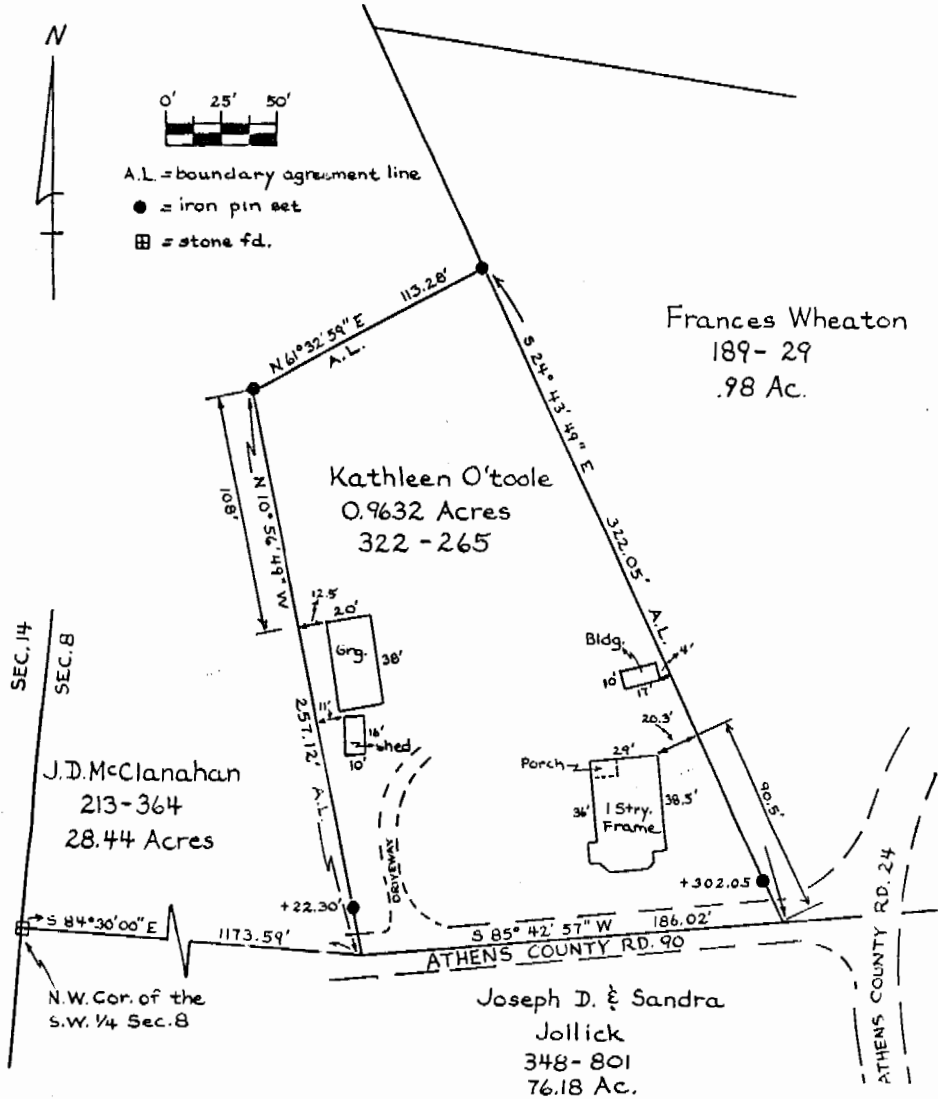 N
0' 25' 50'
A.L. = boundary agreement line
● = iron pin set
⊞ = stone fd.
N 61° 32' 59" E 113.28'
A.L.
S 24° 43' 49" E
322.05' A.L.
Frances Wheaton
189-29
.98 Ac.
Kathleen O'toole
0.9632 Acres
322-265
108'
N 10° 56' 49" W
257.12' A.L.
12.5'
20'
Grg.
38'
11'
16'
shed
10'
Bldg.
4'
10'
17'
20.3'
29'
Porch
36'
38.5'
1 Stry.
Frame
90.5'
SEC. 14
SEC. 8
J.D. McClanahan
213-364
28.44 Acres
DRIVEWAY
+22.30'
+302.05
S 84° 30' 00" E
1173.59'
S 85° 42' 57" W 186.02'
ATHENS COUNTY RD. 90
ATHENS COUNTY RD. 24
N.W. Cor. of the
S.W. 1/4 Sec. 8
Joseph D. & Sandra
Jollick
348-801
76.18 Ac.